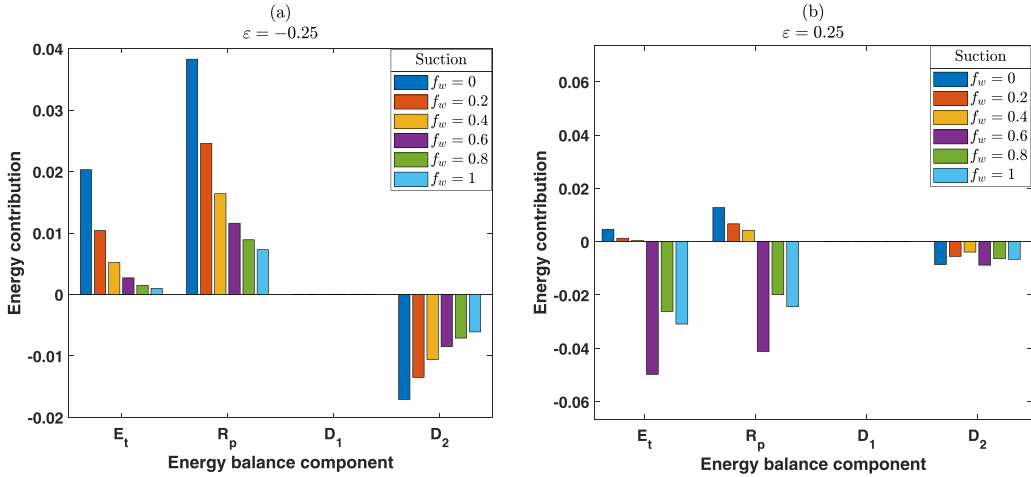 (a)
ε = −0.25
Energy contribution
0.04
0.03
0.02
0.01
0
-0.01
-0.02
E_t
R_p
D_1
D_2
Energy balance component
Suction
f_w = 0
f_w = 0.2
f_w = 0.4
f_w = 0.6
f_w = 0.8
f_w = 1
(b)
ε = 0.25
Energy contribution
0.06
0.04
0.02
0
-0.02
-0.04
-0.06
E_t
R_p
D_1
D_2
Energy balance component
Suction
f_w = 0
f_w = 0.2
f_w = 0.4
f_w = 0.6
f_w = 0.8
f_w = 1